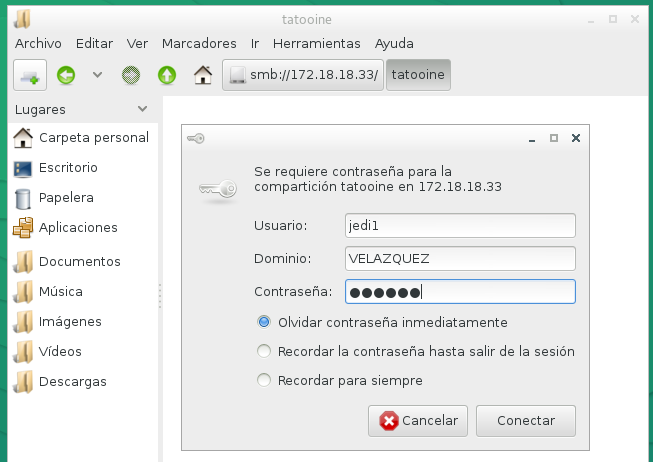 tatooine
Archivo Editar Ver Marcadores Ir Herramientas Ayuda
smb://172.18.18.33/ tatooine
Lugares
Carpeta personal
Escritorio
Papelera
Aplicaciones
Documentos
Música
Imágenes
Vídeos
Descargas
Se requiere contraseña para la
compartición tatooine en 172.18.18.33
Usuario: jedi1
Dominio: VELAZQUEZ
Contraseña: ●●●●●●
Olvidar contraseña inmediatamente
Recordar la contraseña hasta salir de la sesión
Recordar para siempre
Cancelar Conectar